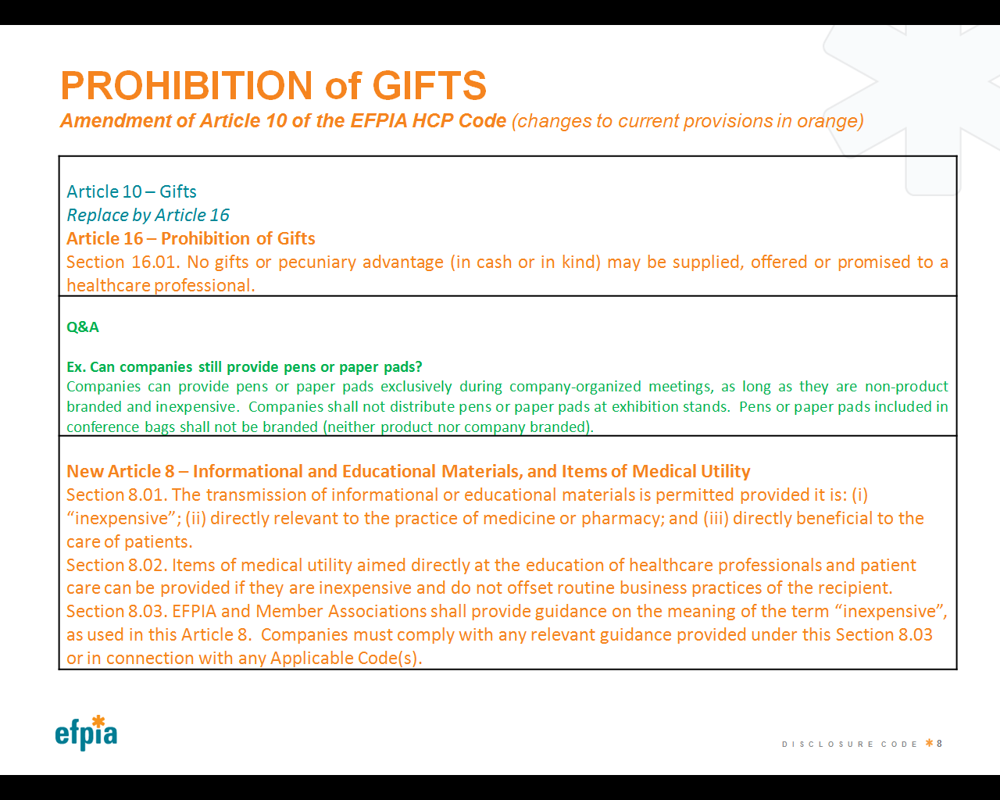 PROHIBITION of GIFTS
Amendment of Article 10 of the EFPIA HCP Code (changes to current provisions in orange)
Article 10 – Gifts
Replace by Article 16
Article 16 – Prohibition of Gifts
Section 16.01. No gifts or pecuniary advantage (in cash or in kind) may be supplied, offered or promised to a
healthcare professional.
Q&A
Ex. Can companies still provide pens or paper pads?
Companies can provide pens or paper pads exclusively during company-organized meetings, as long as they are non-product
branded and inexpensive. Companies shall not distribute pens or paper pads at exhibition stands. Pens or paper pads included in
conference bags shall not be branded (neither product nor company branded).
New Article 8 – Informational and Educational Materials, and Items of Medical Utility
Section 8.01. The transmission of informational or educational materials is permitted provided it is: (i)
“inexpensive”; (ii) directly relevant to the practice of medicine or pharmacy; and (iii) directly beneficial to the
care of patients.
Section 8.02. Items of medical utility aimed directly at the education of healthcare professionals and patient
care can be provided if they are inexpensive and do not offset routine business practices of the recipient.
Section 8.03. EFPIA and Member Associations shall provide guidance on the meaning of the term “inexpensive”,
as used in this Article 8. Companies must comply with any relevant guidance provided under this Section 8.03
or in connection with any Applicable Code(s).
efpia
DISCLOSURE CODE * 8